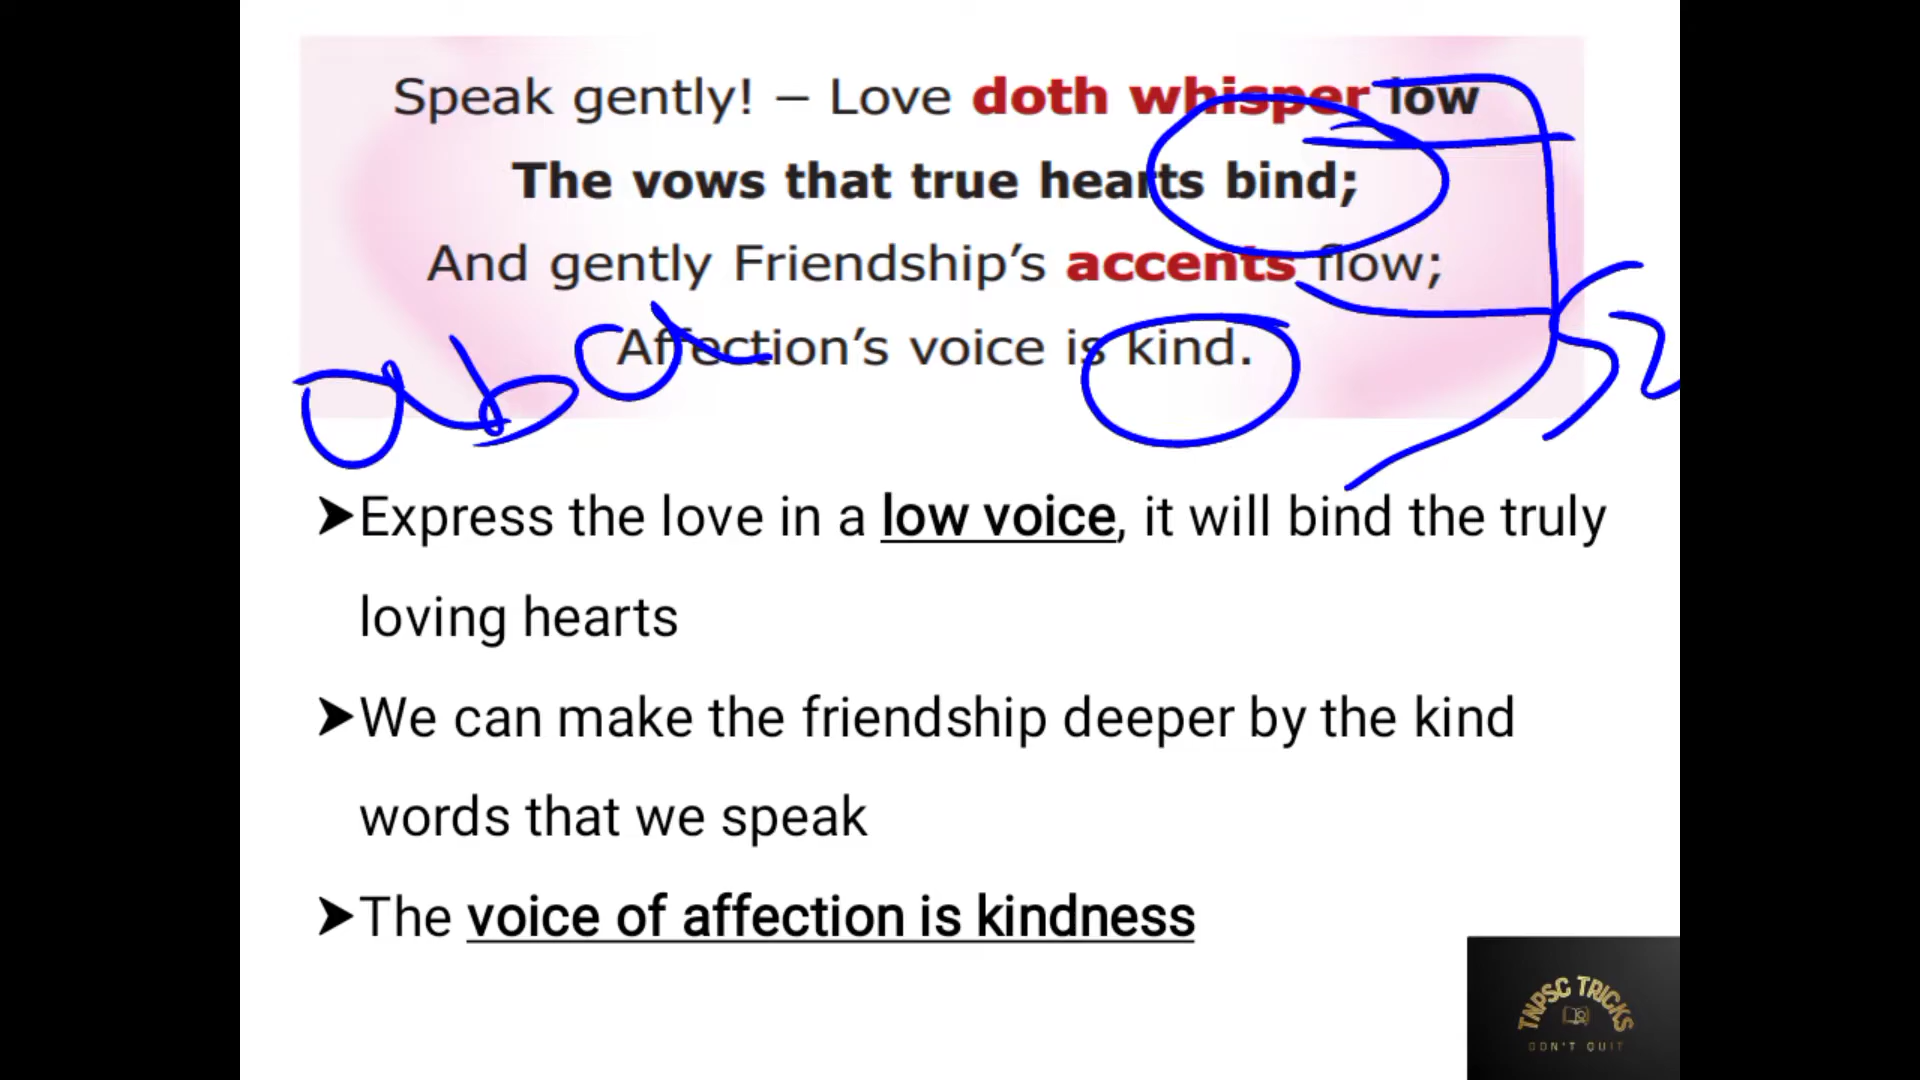 Speak gently! – Love doth whisper low
The vows that true hearts bind;
And gently Friendship's accents flow;
Affection's voice is kind.
ab a
➤Express the love in a low voice, it will bind the truly
loving hearts
➤We can make the friendship deeper by the kind
words that we speak
➤The voice of affection is kindness
TNPSC TRICKS
DON'T QUIT